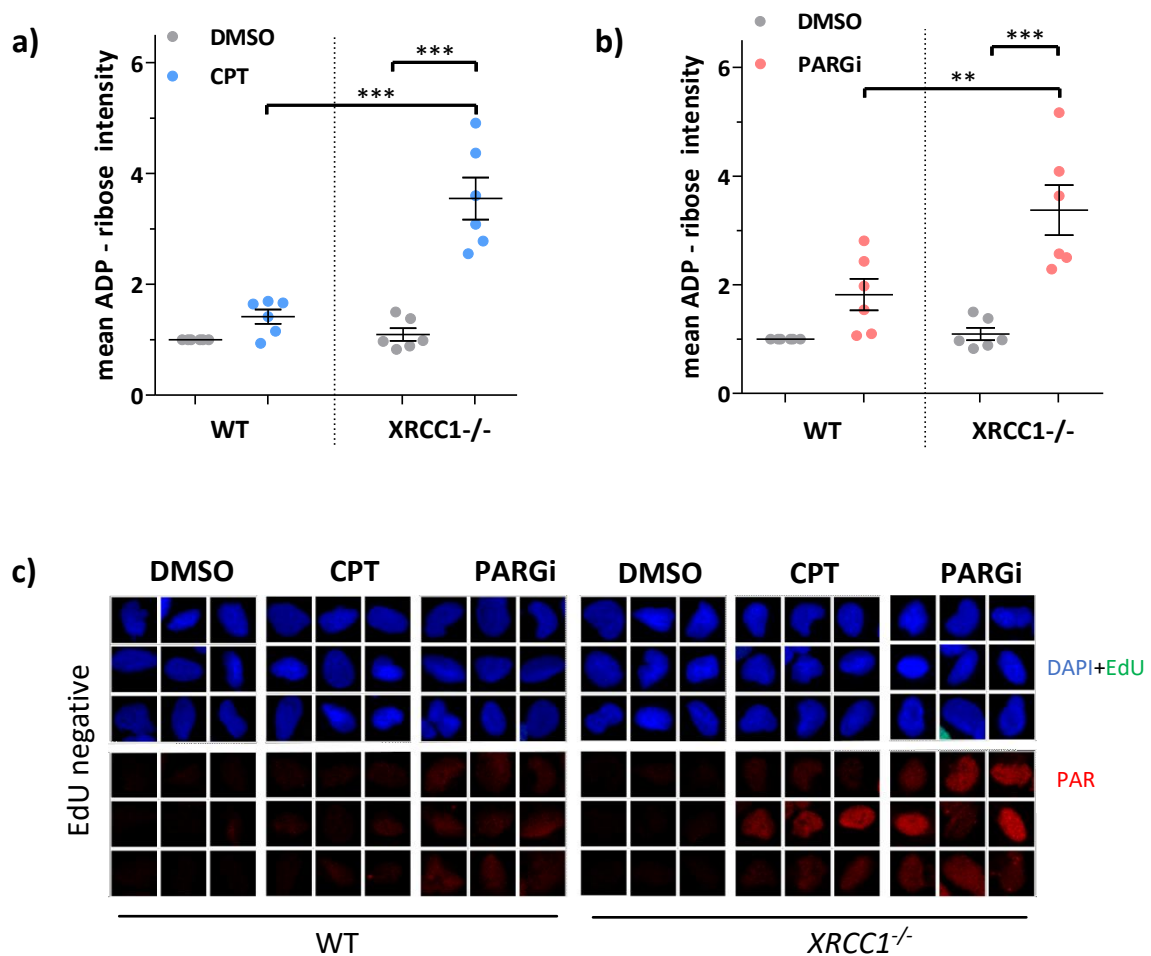 a)
DMSO
CPT
***
***
mean ADP - ribose intensity
6
4
2
0
WT
XRCC1-/-
b)
DMSO
PARGi
***
**
mean ADP - ribose intensity
6
4
2
0
WT
XRCC1-/-
c)
DMSO CPT PARGi DMSO CPT PARGi
EdU negative
DAPI+EdU
PAR
WT
XRCC1-/-